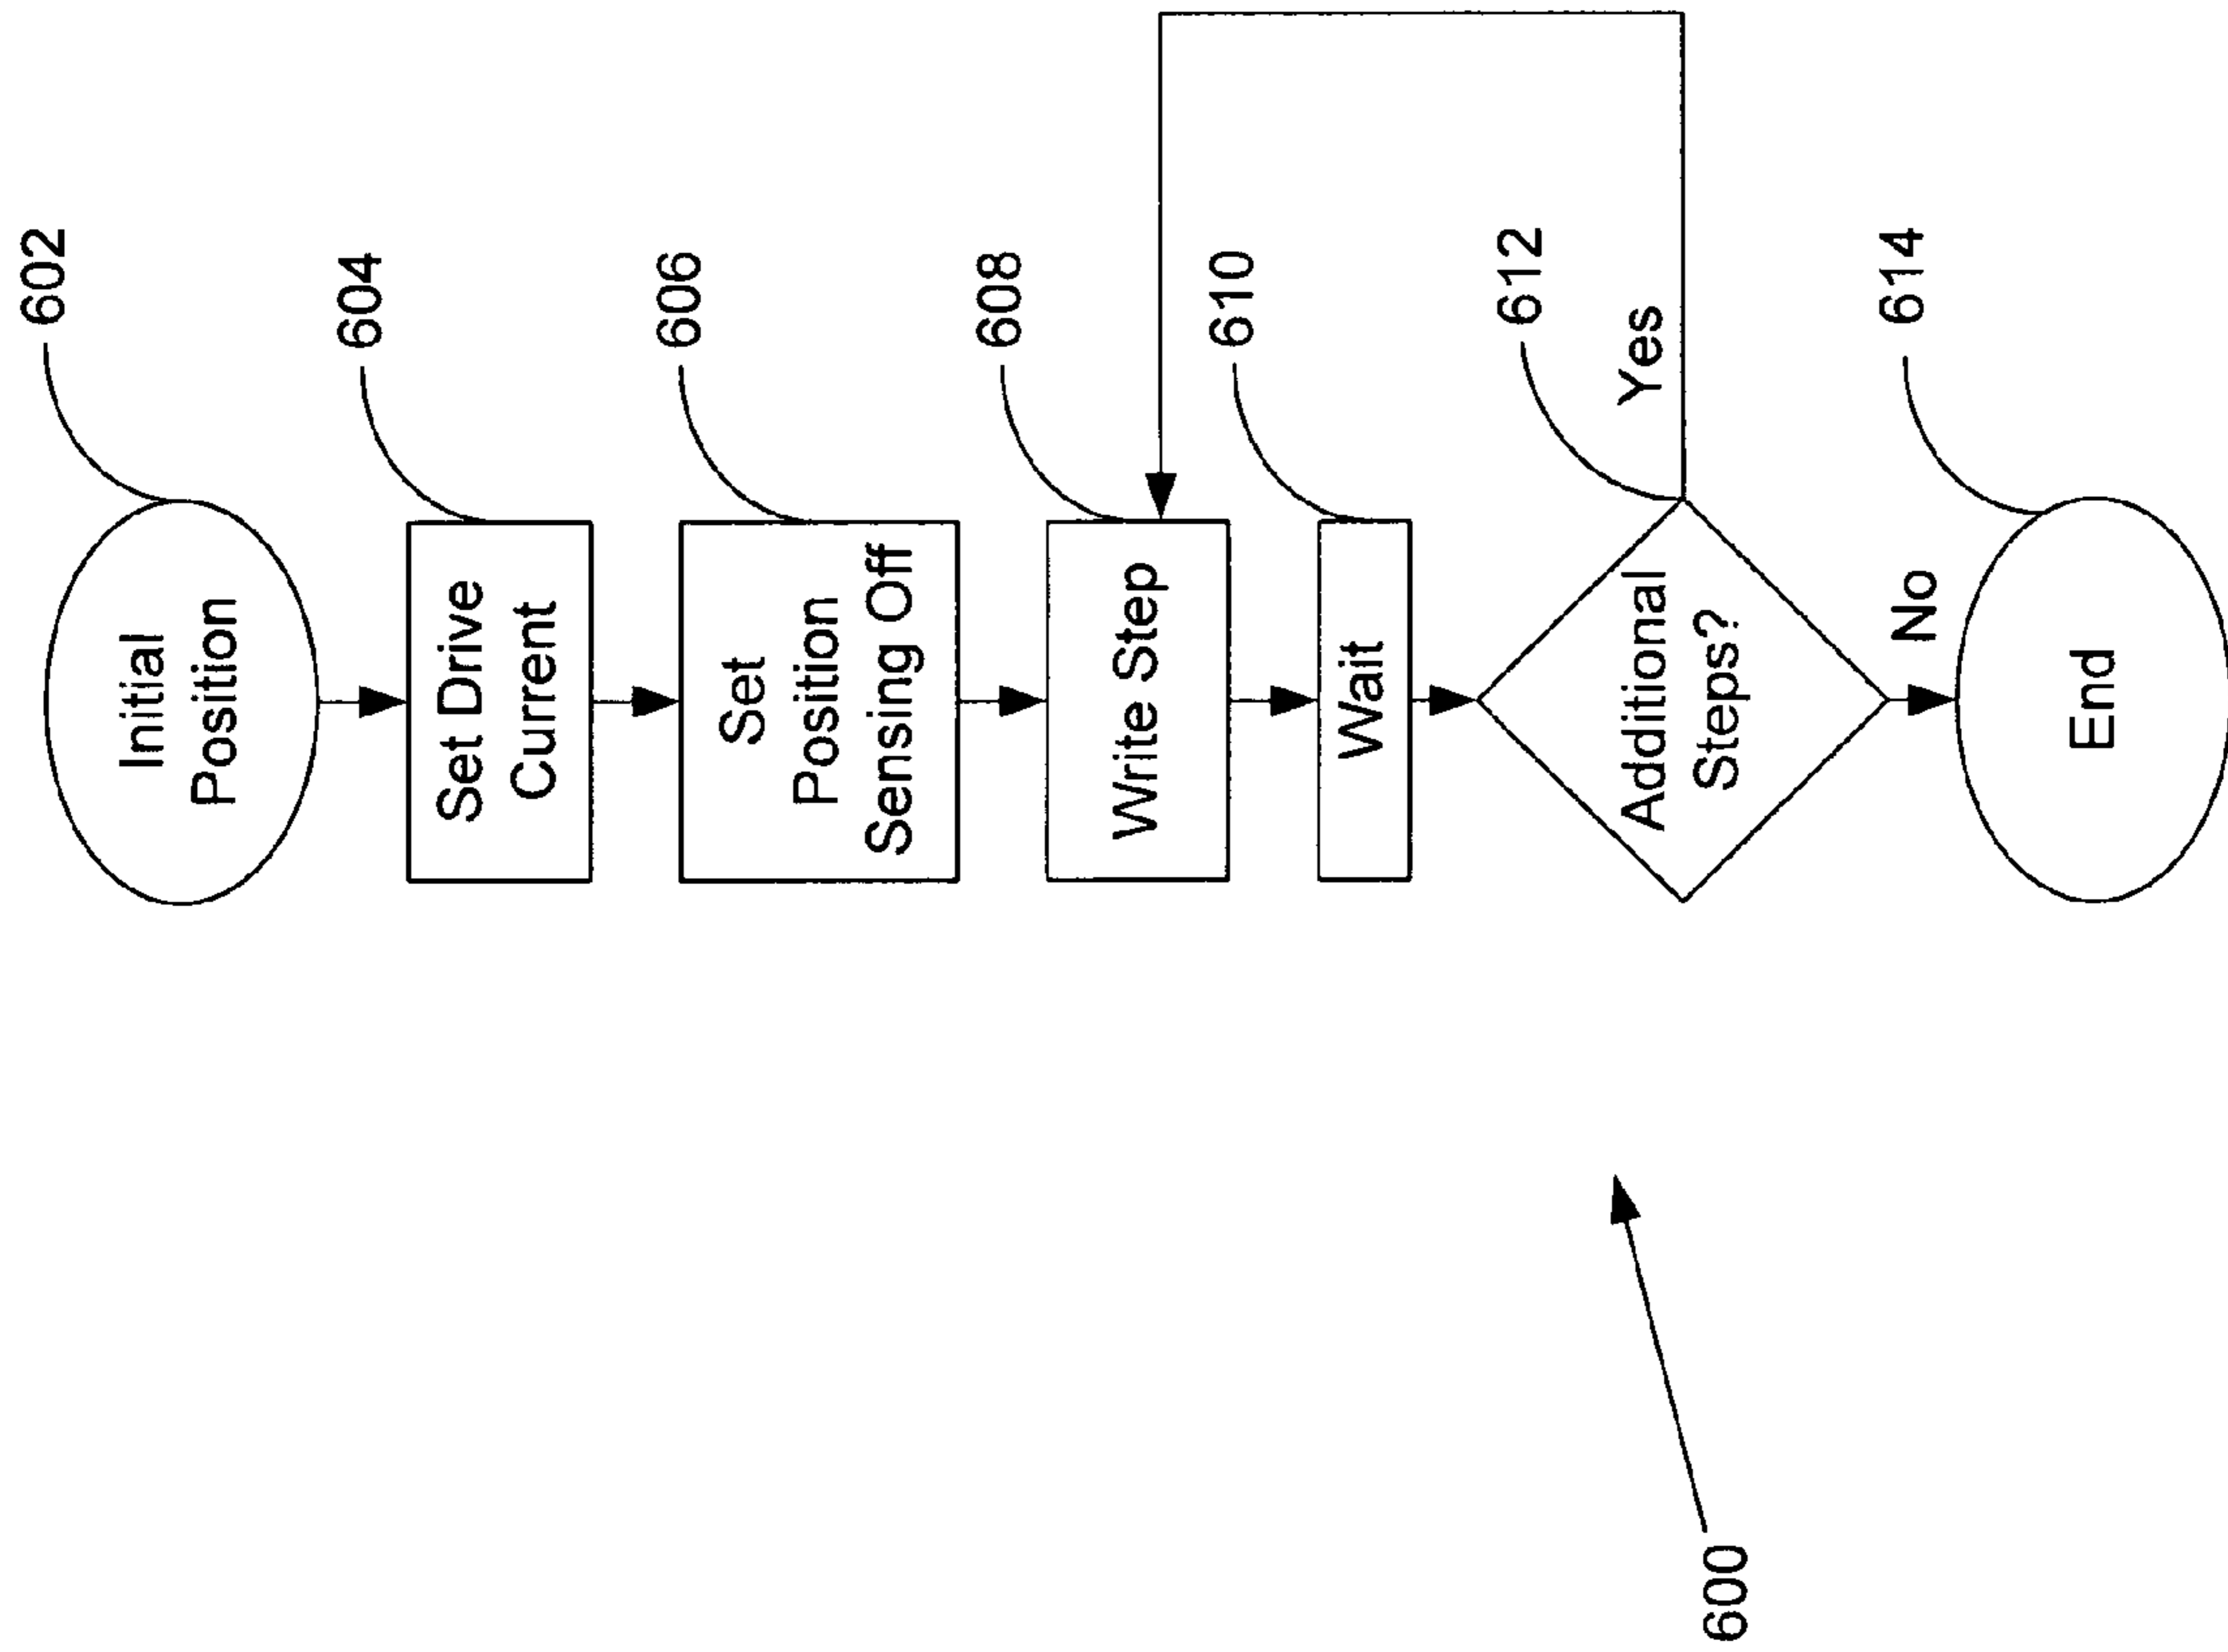 Initial
Position
602
Set Drive
Current
604
Set
Position
Sensing Off
606
Write Step
608
Wait
610
Additional
Steps?
612
Yes
No
End
614
600